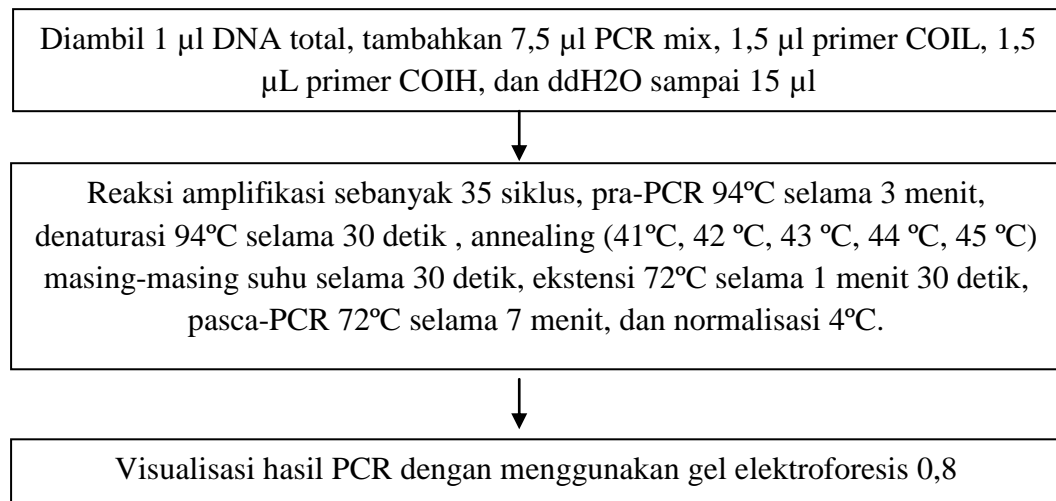 Diambil 1 µl DNA total, tambahkan 7,5 µl PCR mix, 1,5 µl primer COIL, 1,5
µL primer COIH, dan ddH2O sampai 15 µl
Reaksi amplifikasi sebanyak 35 siklus, pra-PCR 94ºC selama 3 menit,
denaturasi 94ºC selama 30 detik , annealing (41ºC, 42 ºC, 43 ºC, 44 ºC, 45 ºC)
masing-masing suhu selama 30 detik, ekstensi 72ºC selama 1 menit 30 detik,
pasca-PCR 72ºC selama 7 menit, dan normalisasi 4ºC.
Visualisasi hasil PCR dengan menggunakan gel elektroforesis 0,8